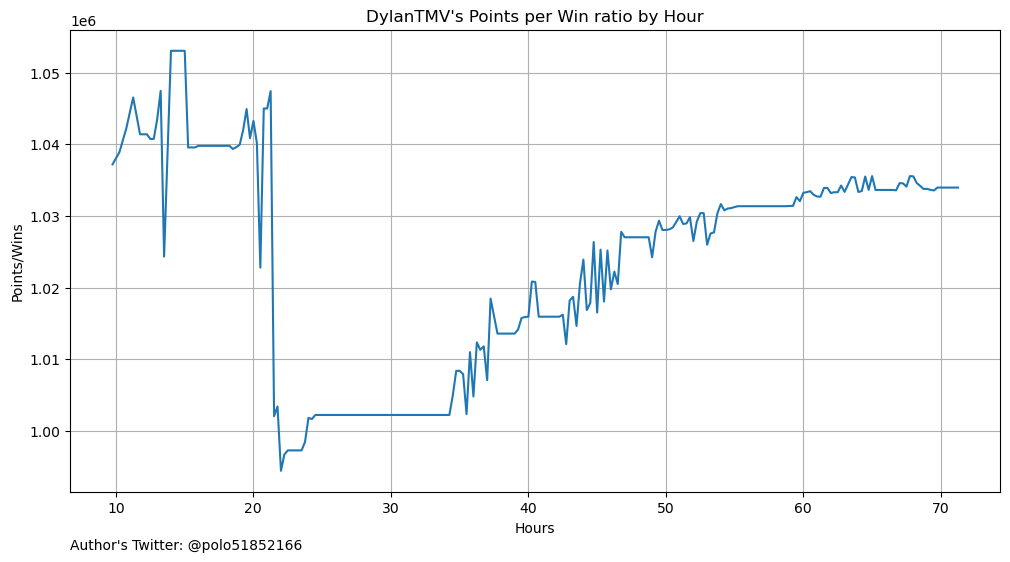 DylanTMV's Points per Win ratio by Hour
1e6
1.05
1.04
1.03
1.02
1.01
1.00
Points/Wins
10 20 30 40 50 60 70
Hours
Author's Twitter: @polo51852166